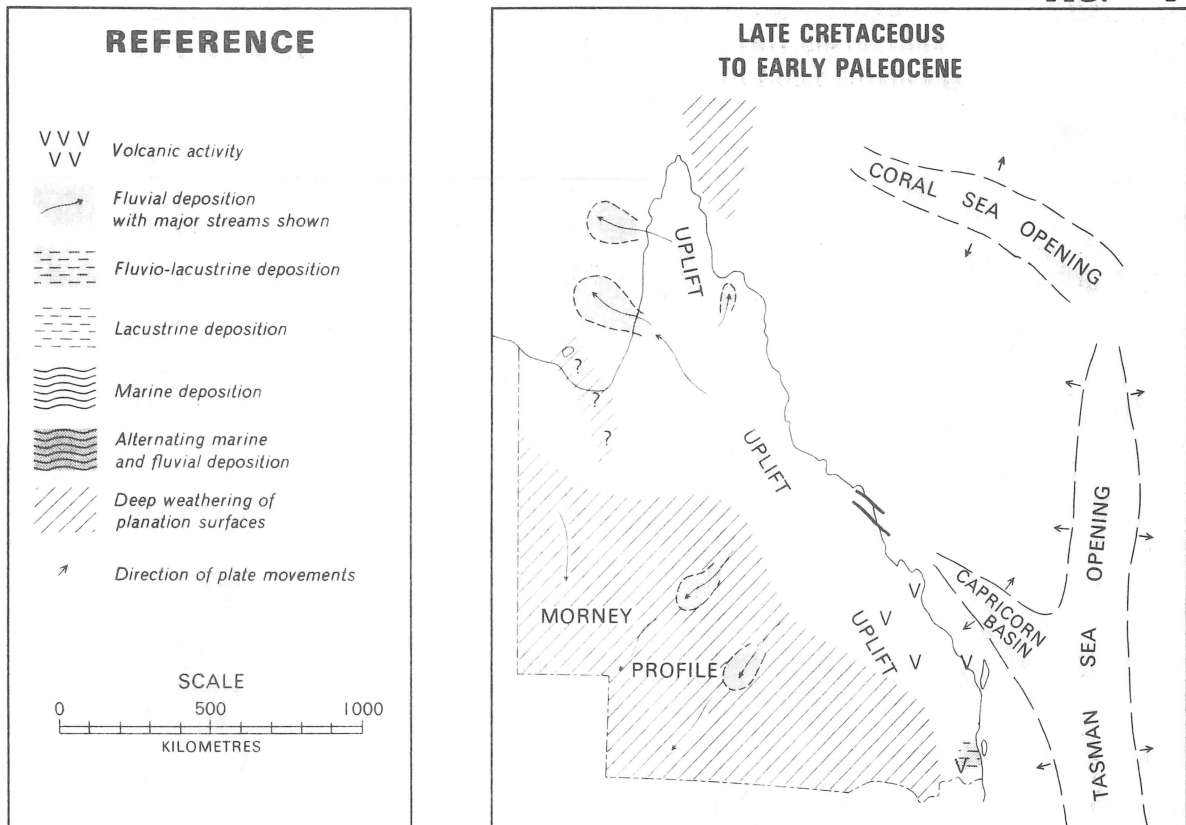 REFERENCE
V V V
V V
Volcanic activity
Fluvial deposition
with major streams shown
Fluvio-lacustrine deposition
Lacustrine deposition
Marine deposition
Alternating marine
and fluvial deposition
Deep weathering of
planation surfaces
Direction of plate movements
SCALE
0 500 1000
KILOMETRES
LATE CRETACEOUS
TO EARLY PALEOCENE
CORAL SEA OPENING
UPLIFT
?
?
?
UPLIFT
TASMAN SEA OPENING
CAPRICORN
BASIN
V
V
UPLIFT
V
V
MORNEY
PROFILE
V